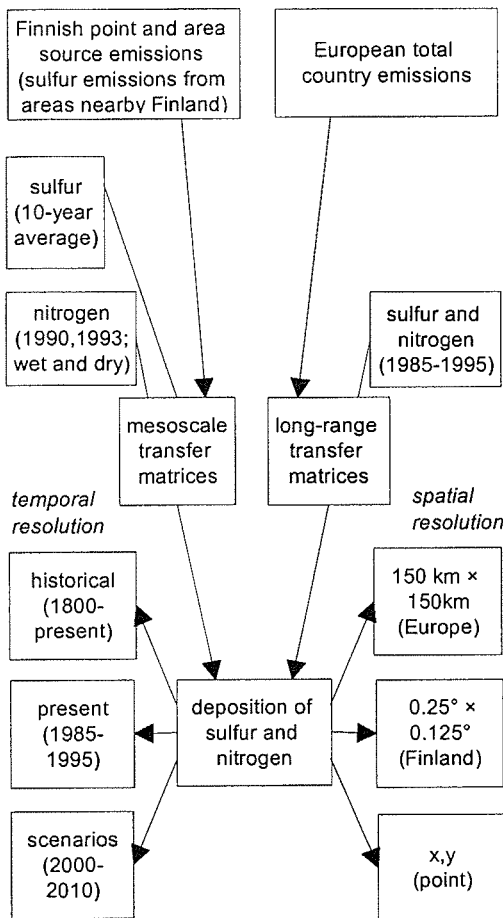 Finnish point and area
source emissions
(sulfur emissions from
areas nearby Finland)
European total
country emissions
sulfur
(10-year
average)
nitrogen
(1990,1993;
wet and dry)
sulfur and
nitrogen
(1985-1995)
mesoscale
transfer
matrices
long-range
transfer
matrices
temporal
resolution
spatial
resolution
historical
(1800-
present)
150 km ×
150km
(Europe)
present
(1985-
1995)
deposition of
sulfur and
nitrogen
0.25° ×
0.125°
(Finland)
scenarios
(2000-
2010)
x,y
(point)